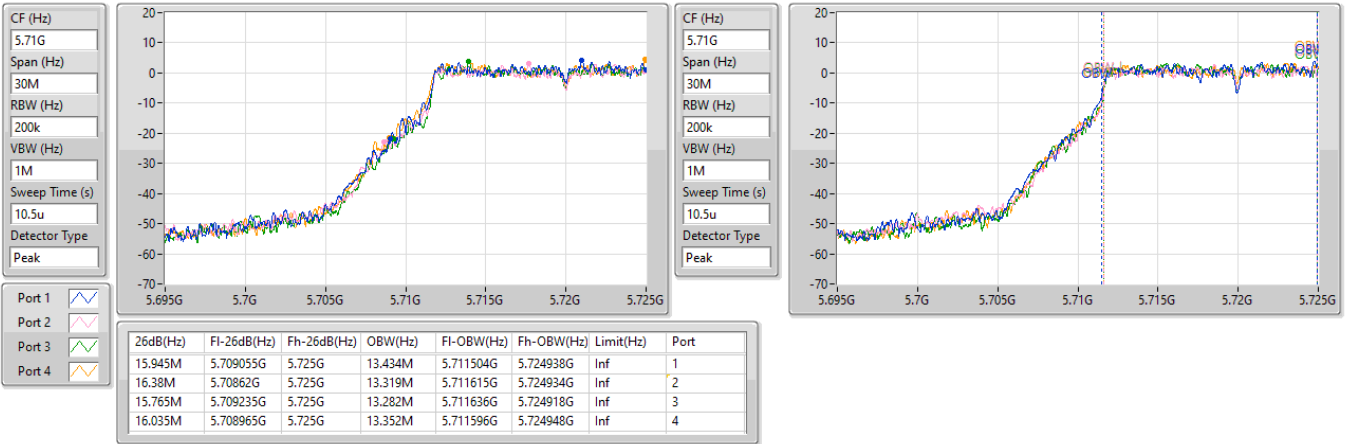 CF (Hz)
5.71G
Span (Hz)
30M
RBW (Hz)
200k
VBW (Hz)
1M
Sweep Time (s)
10.5u
Detector Type
Peak
20
10
0
-10
-20
-30
-40
-50
-60
-70
5.695G 5.7G 5.705G 5.71G 5.715G 5.72G 5.725G
CF (Hz)
5.71G
Span (Hz)
30M
RBW (Hz)
200k
VBW (Hz)
1M
Sweep Time (s)
10.5u
Detector Type
Peak
20
10
0
-10
-20
-30
-40
-50
-60
-70
5.695G 5.7G 5.705G 5.71G 5.715G 5.72G 5.725G
Port 1
Port 2
Port 3
Port 4
26dB(Hz) Fl-26dB(Hz) Fh-26dB(Hz) OBW(Hz) Fl-OBW(Hz) Fh-OBW(Hz) Limit(Hz) Port
15.945M 5.709055G 5.725G 13.434M 5.711504G 5.724938G Inf 1
16.38M 5.70862G 5.725G 13.319M 5.711615G 5.724934G Inf 2
15.765M 5.709235G 5.725G 13.282M 5.711636G 5.724918G Inf 3
16.035M 5.708965G 5.725G 13.352M 5.711596G 5.724948G Inf 4